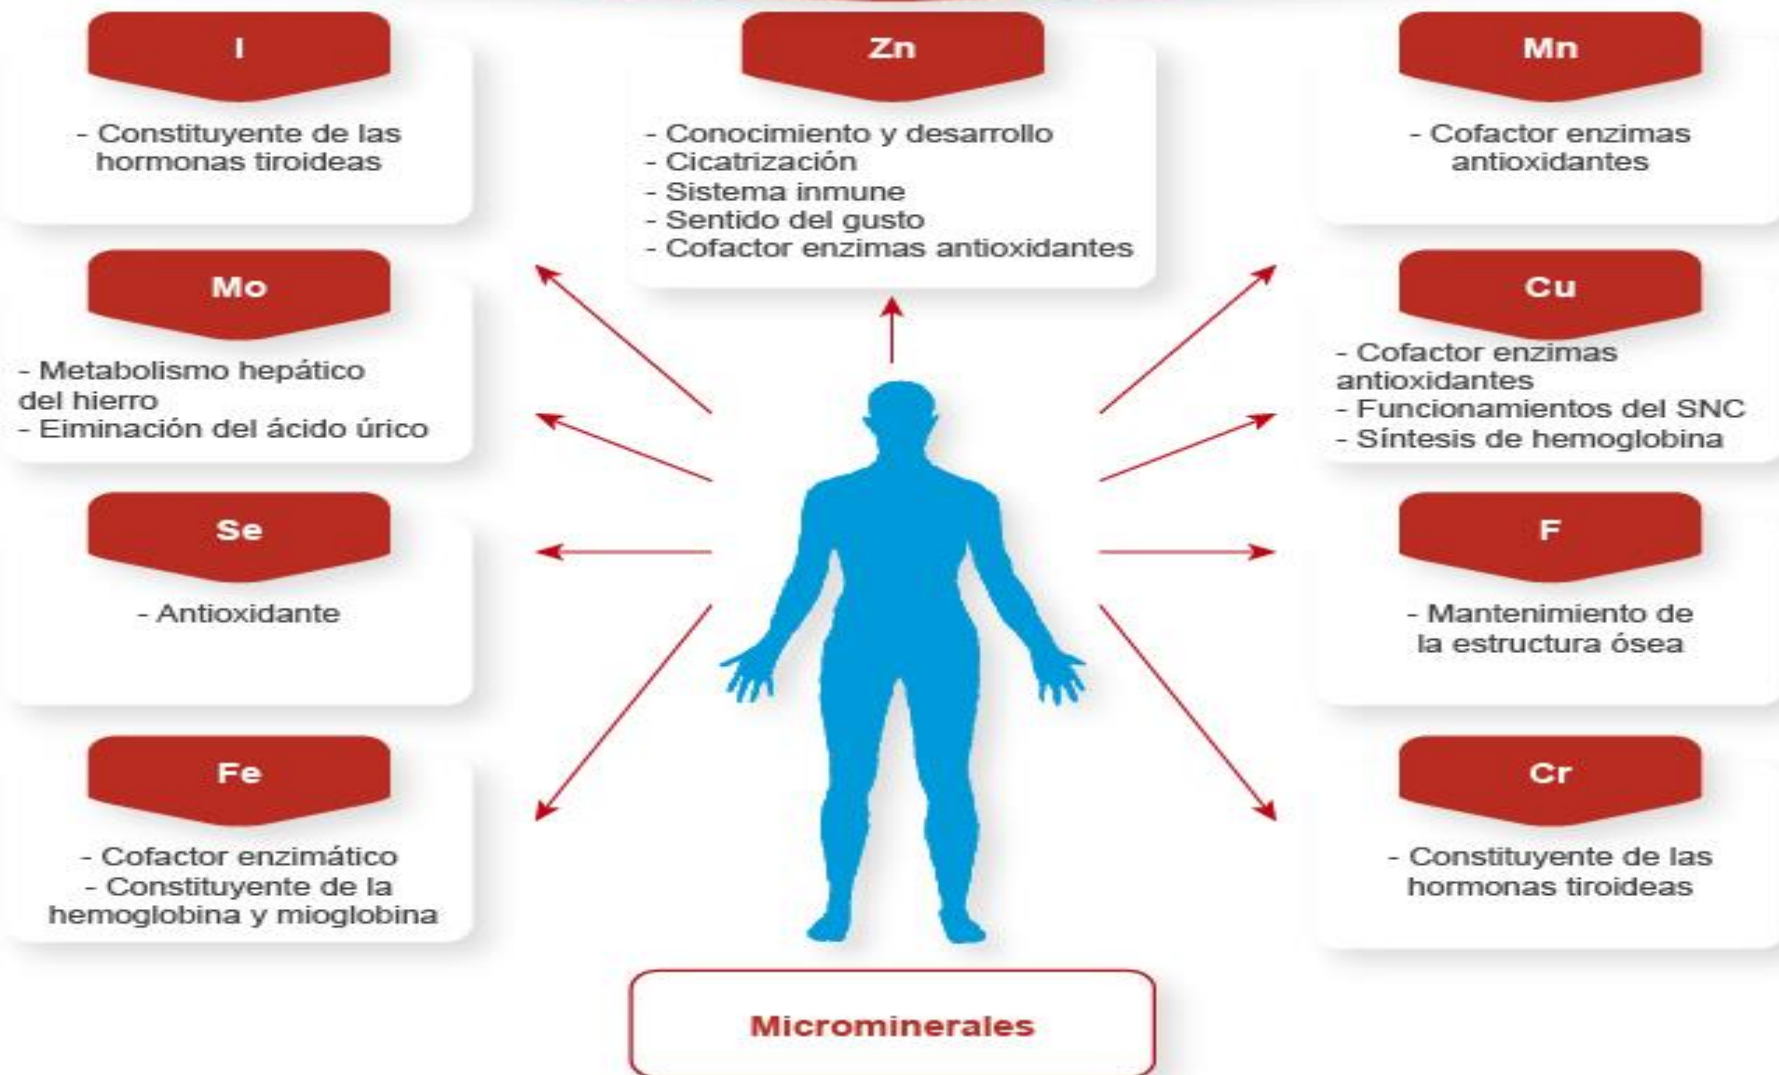 I
- Constituyente de las
hormonas tiroideas
Zn
- Conocimiento y desarrollo
- Cicatrización
- Sistema inmune
- Sentido del gusto
- Cofactor enzimas antioxidantes
Mn
- Cofactor enzimas
antioxidantes
Mo
- Metabolismo hepático
del hierro
- Eiminación del ácido úrico
Cu
- Cofactor enzimas
antioxidantes
- Funcionamientos del SNC
- Síntesis de hemoglobina
Se
- Antioxidante
F
- Mantenimiento de
la estructura ósea
Fe
- Cofactor enzimático
- Constituyente de la
hemoglobina y mioglobina
Cr
- Constituyente de las
hormonas tiroideas
Microminerales